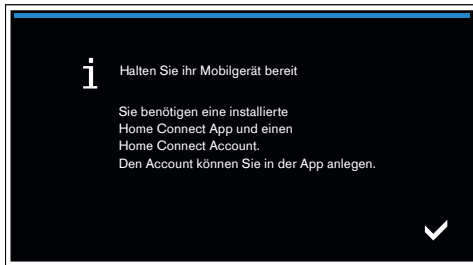 i
Halten Sie ihr Mobilgerät bereit
Sie benötigen eine installierte
Home Connect App und einen
Home Connect Account.
Den Account können Sie in der App anlegen.